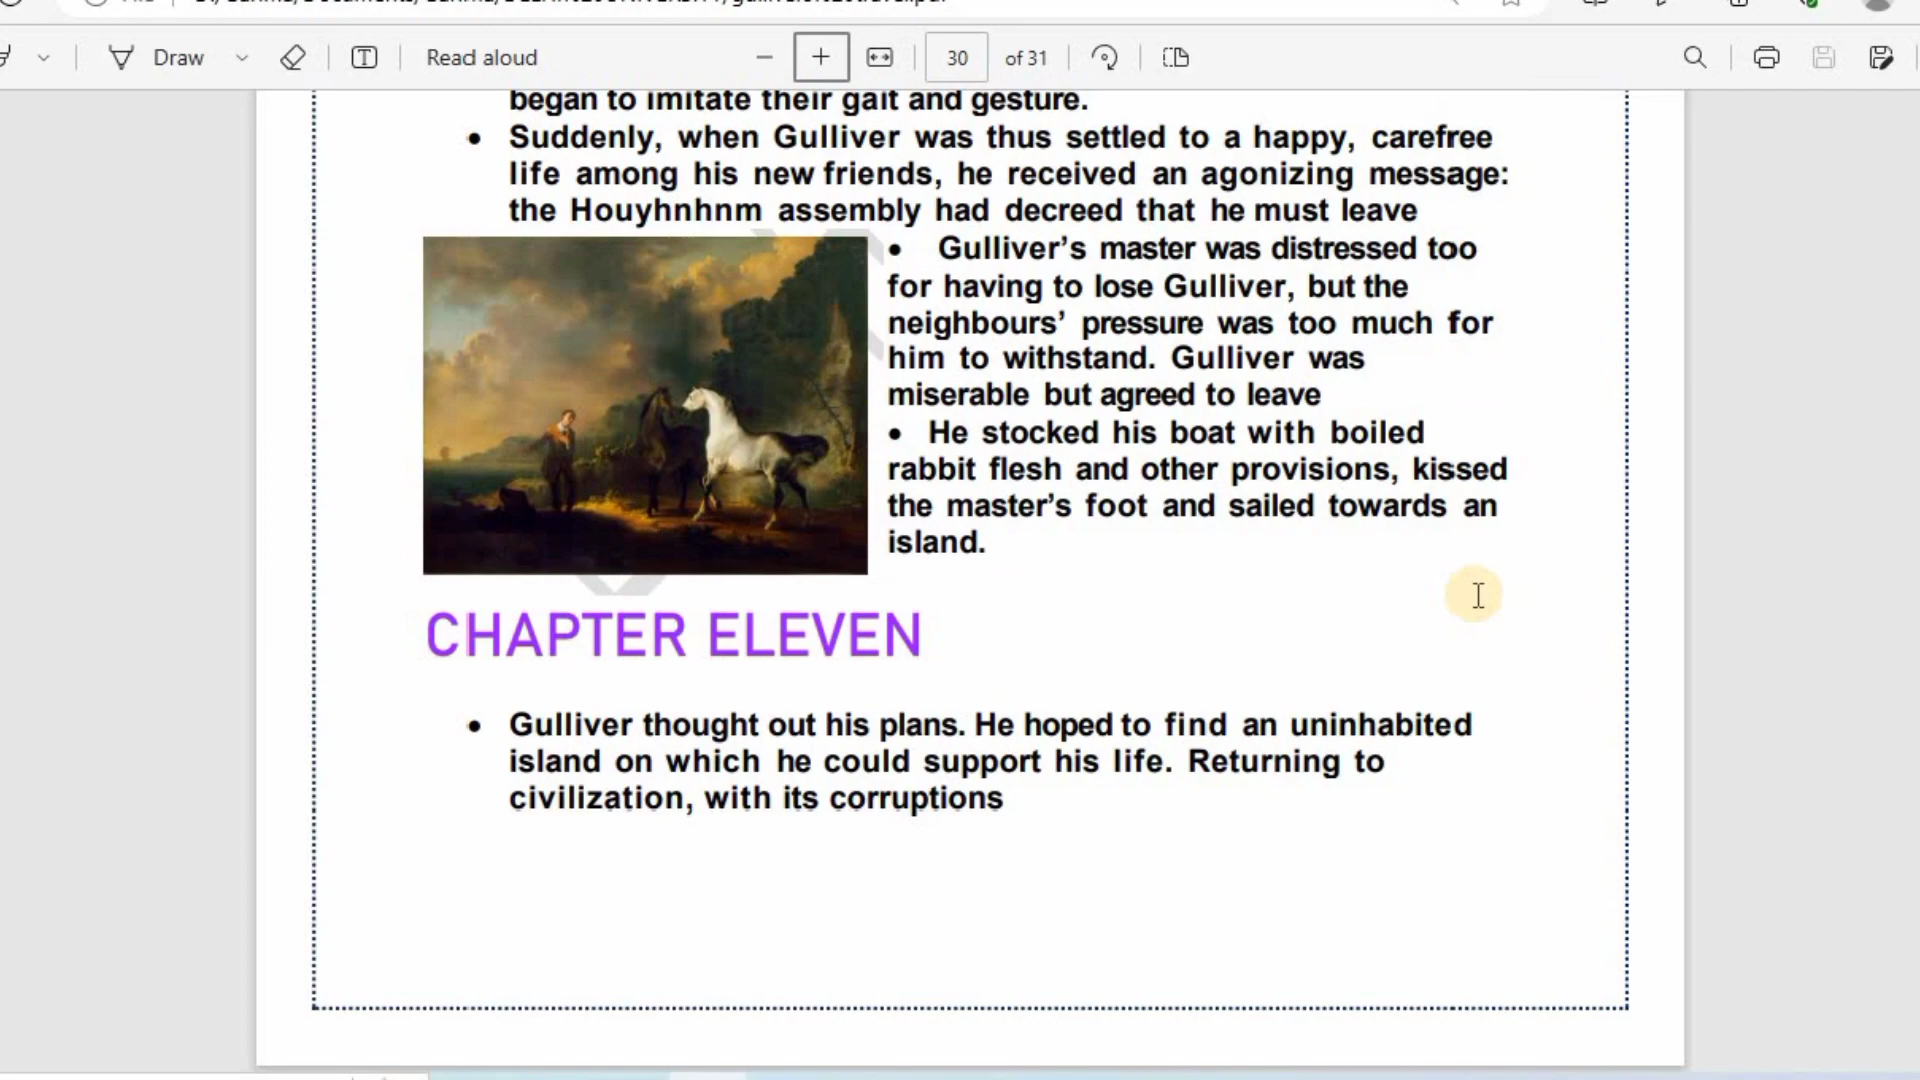 Draw
Read aloud
30
of 31
began to imitate their gait and gesture.
• Suddenly, when Gulliver was thus settled to a happy, carefree
life among his new friends, he received an agonizing message:
the Houyhnhnm assembly had decreed that he must leave
• Gulliver’s master was distressed too
for having to lose Gulliver, but the
neighbours’ pressure was too much for
him to withstand. Gulliver was
miserable but agreed to leave
• He stocked his boat with boiled
rabbit flesh and other provisions, kissed
the master’s foot and sailed towards an
island.
CHAPTER ELEVEN
• Gulliver thought out his plans. He hoped to find an uninhabited
island on which he could support his life. Returning to
civilization, with its corruptions